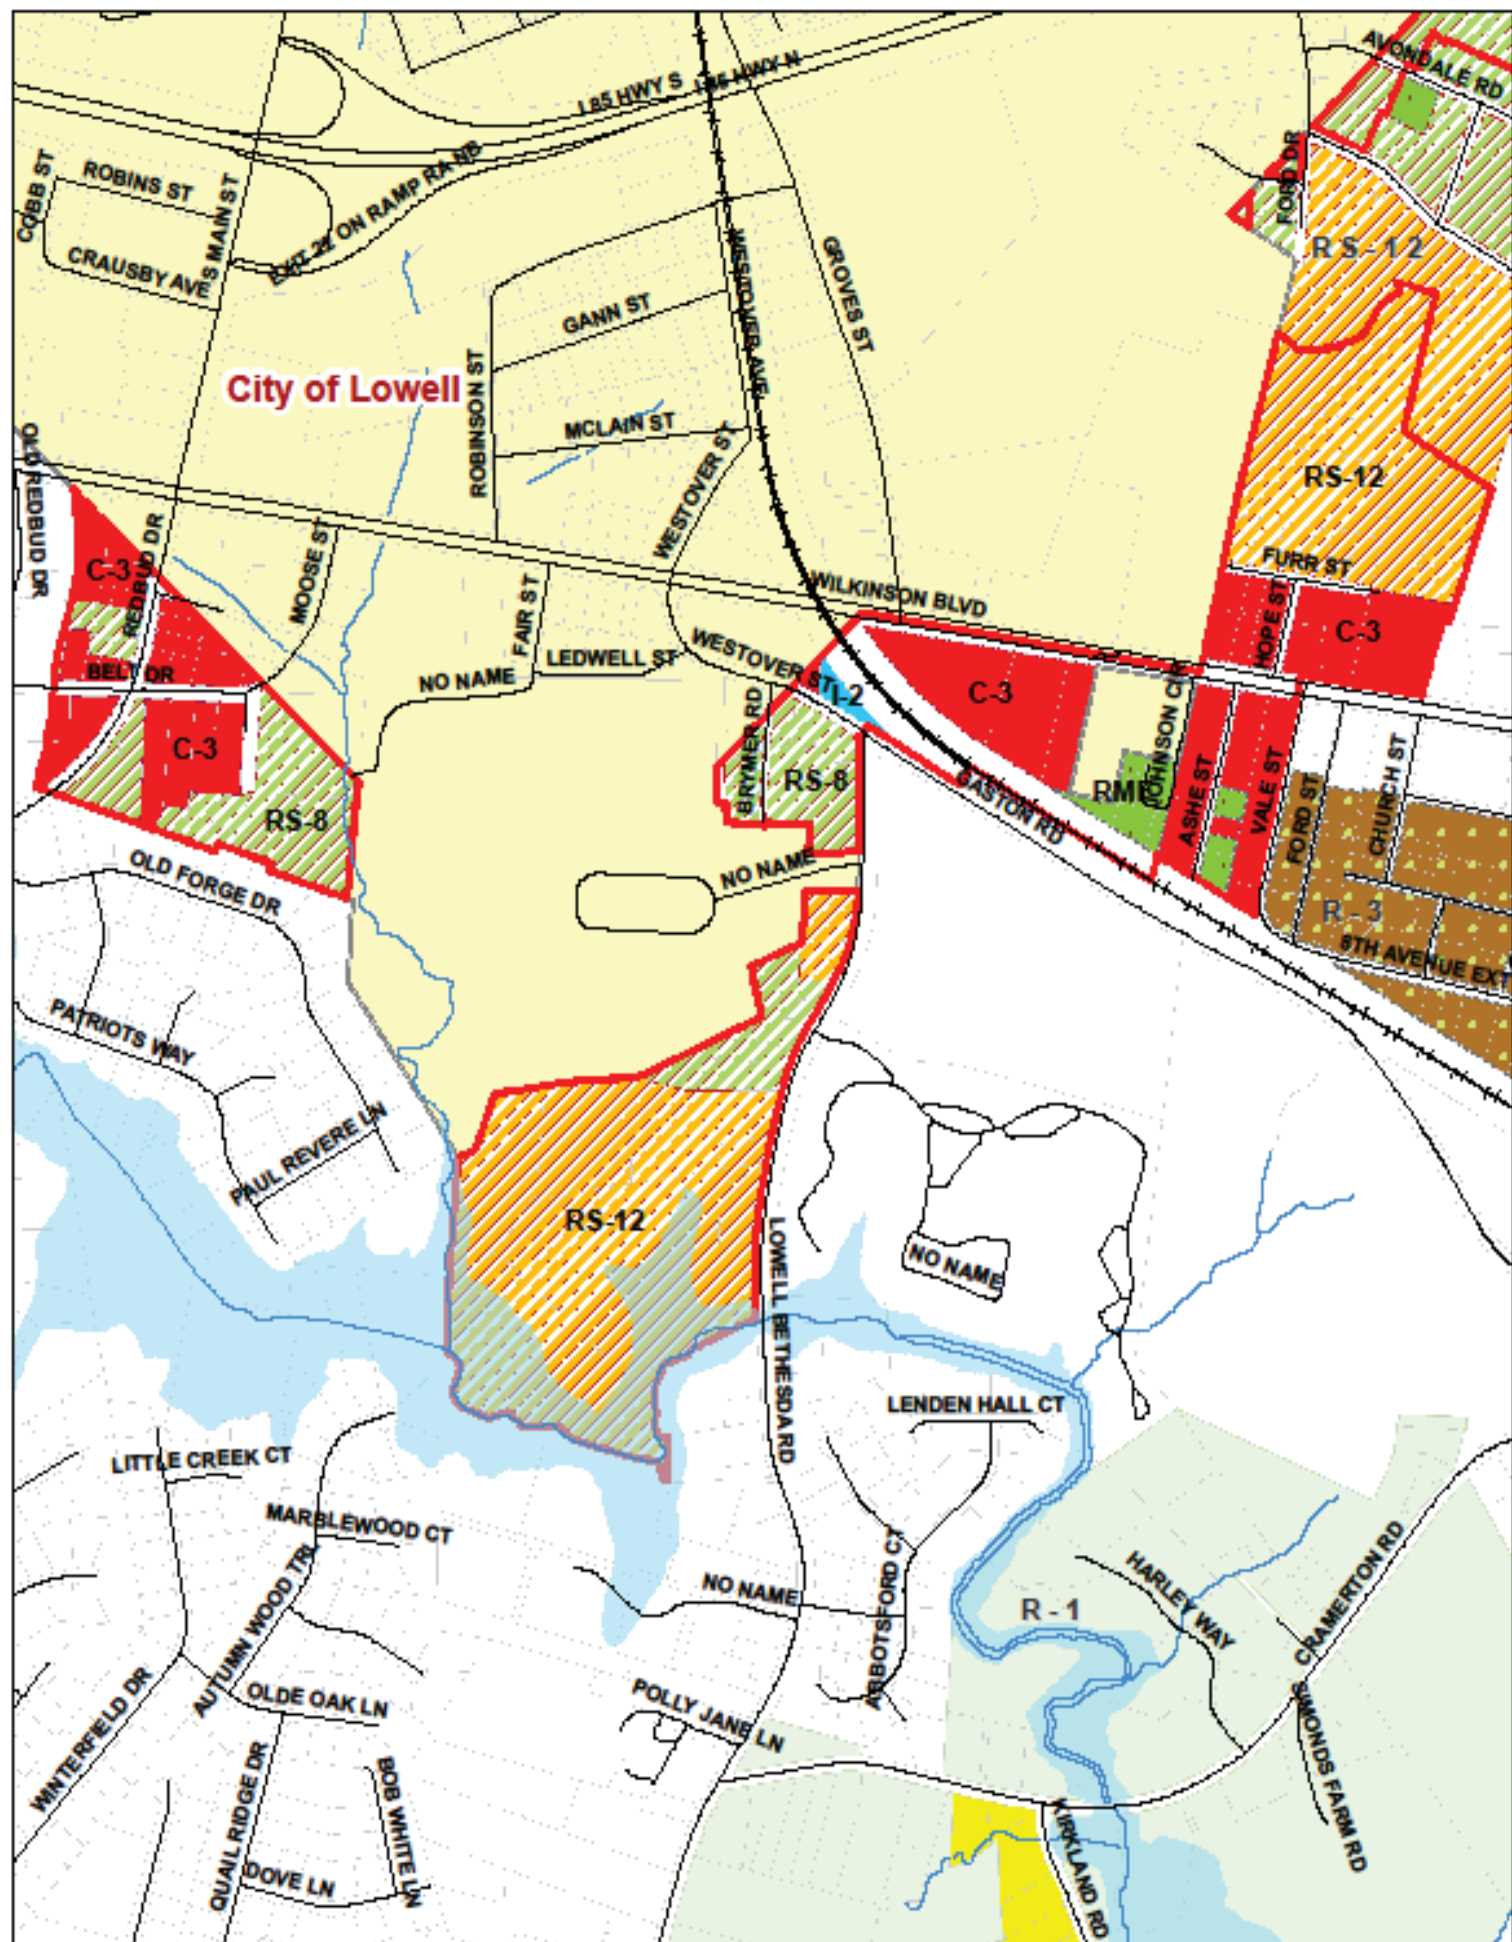 AVONDALE RD
I 85 HWY S
I 85 HWY N
FORD DR
COBB ST
ROBINS ST
S MAIN ST
EXIT 22 ON RAMP RA NB
CRAUSBY AVE
RS-12
WESTOVER AVE
GROVES ST
GANN ST
City of Lowell
ROBINSON ST
MCLAIN ST
OLD REDBUD DR
WESTOVER ST
RS-12
C-3
REDBUD DR
MOOSE ST
FAIR ST
WILKINSON BLVD
FURR ST
HOPE ST
C-3
BELT DR
NO NAME
LEDWELL ST
WESTOVER ST
I-2
C-3
JOHNSON CIR
C-3
BRYMER RD
RS-8
GASTON RD
RMF
ASHE ST
VALE ST
FORD ST
CHURCH ST
RS-8
OLD FORGE DR
NO NAME
R-3
8TH AVENUE EXT
PATRIOTS WAY
PAUL REVERE LN
RS-12
LOWELL BETHESDA RD
NO NAME
LENDEN HALL CT
LITTLE CREEK CT
MARBLEWOOD CT
AUTUMN WOOD TRL
NO NAME
ABBOTSFORD CT
R-1
HARLEY WAY
CRAMERTON RD
WINTERFIELD DR
OLDE OAK LN
POLLY JANE LN
SIMONDS FARM RD
QUAIL RIDGE DR
BOB WHITE LN
DOVE LN
KIRKLAND RD